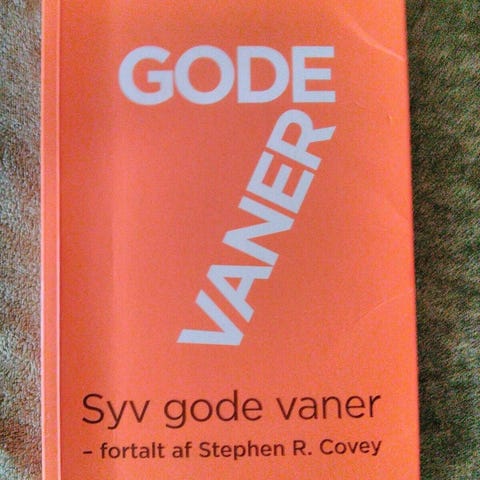 GODE
VANER
Syv gode vaner
– fortalt af Stephen R. Covey